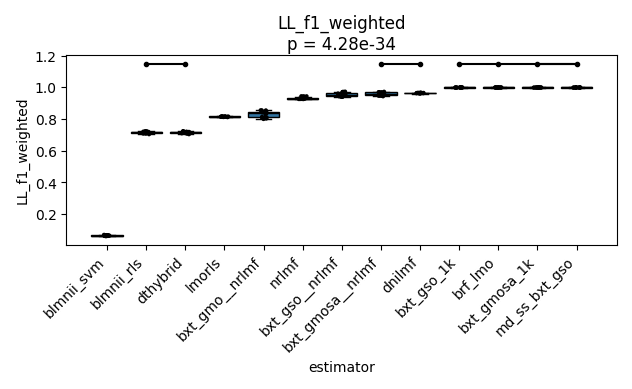 LL_f1_weighted
p = 4.28e-34
LL_f1_weighted
1.2
1.0
0.8
0.6
0.4
0.2
blmnii_svm
blmnii_rls
dthybrid
lmorls
bxt_gmo__nrlmf
nrlmf
bxt_gso__nrlmf
bxt_gmosa__nrlmf
dnilmf
bxt_gso_1k
brf_lmo
bxt_gmosa_1k
md_ss_bxt_gso
estimator